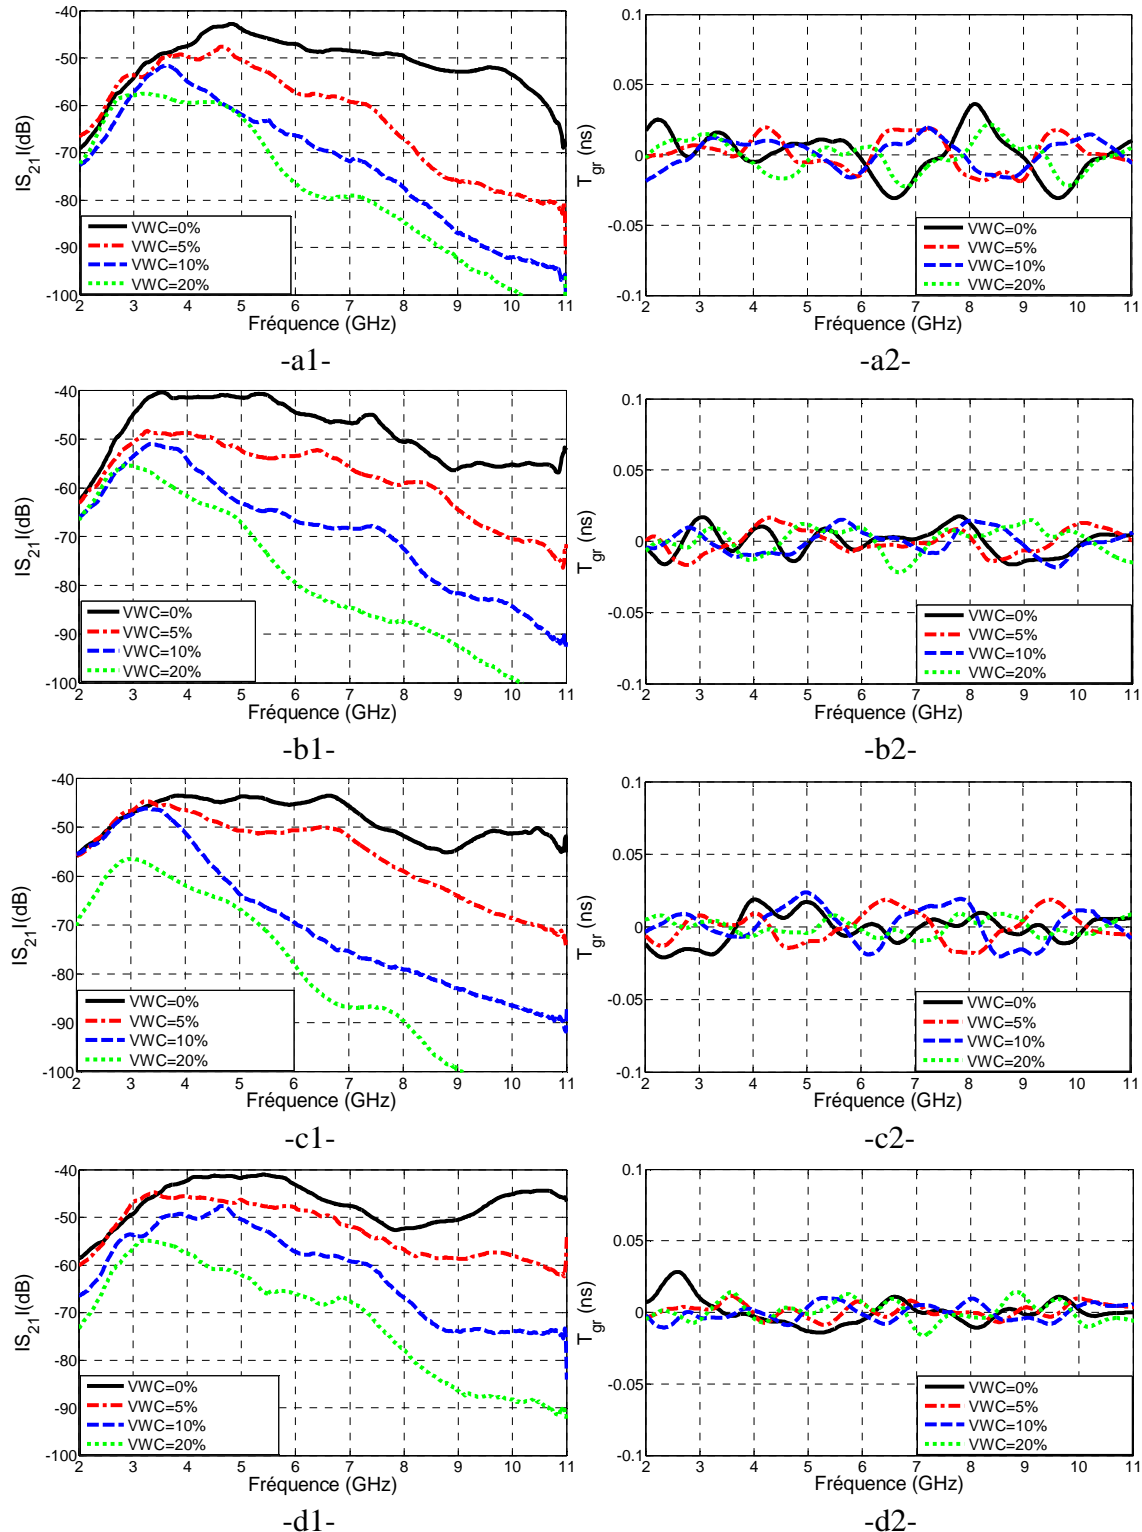 -40
-50
-60
-70
-80
-90
-100
|S21|(dB)
VWC=0%
VWC=5%
VWC=10%
VWC=20%
2 3 4 5 6 7 8 9 10 11
Fréquence (GHz)
-a1-
0.1
0.05
0
-0.05
-0.1
Tgr (ns)
VWC=0%
VWC=5%
VWC=10%
VWC=20%
2 3 4 5 6 7 8 9 10 11
Fréquence (GHz)
-a2-
-40
-50
-60
-70
-80
-90
-100
|S21|(dB)
VWC=0%
VWC=5%
VWC=10%
VWC=20%
2 3 4 5 6 7 8 9 10 11
Fréquence (GHz)
-b1-
0.1
0.05
0
-0.05
-0.1
Tgr (ns)
VWC=0%
VWC=5%
VWC=10%
VWC=20%
2 3 4 5 6 7 8 9 10 11
Fréquence (GHz)
-b2-
-40
-50
-60
-70
-80
-90
-100
|S21|(dB)
VWC=0%
VWC=5%
VWC=10%
VWC=20%
2 3 4 5 6 7 8 9 10 11
Fréquence (GHz)
-c1-
0.1
0.05
0
-0.05
-0.1
Tgr (ns)
VWC=0%
VWC=5%
VWC=10%
VWC=20%
2 3 4 5 6 7 8 9 10 11
Fréquence (GHz)
-c2-
-40
-50
-60
-70
-80
-90
-100
|S21|(dB)
VWC=0%
VWC=5%
VWC=10%
VWC=20%
2 3 4 5 6 7 8 9 10 11
Fréquence (GHz)
-d1-
0.1
0.05
0
-0.05
-0.1
Tgr (ns)
VWC=0%
VWC=5%
VWC=10%
VWC=20%
2 3 4 5 6 7 8 9 10 11
Fréquence (GHz)
-d2-